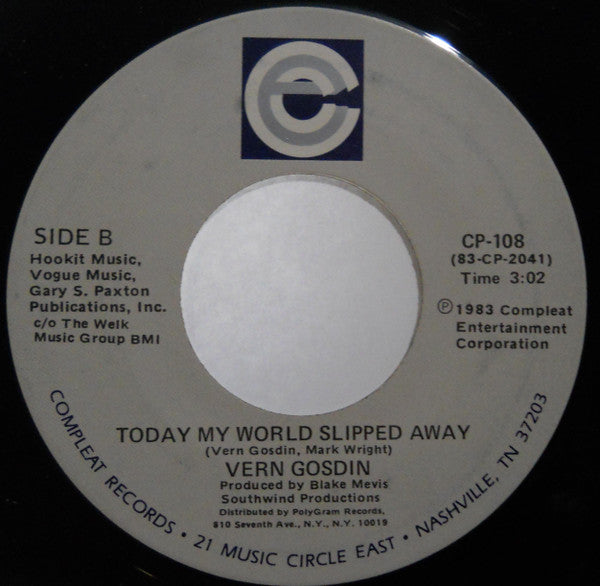 SIDE B
Hookit Music,
Vogue Music,
Gary S. Paxton
Publications, Inc.
c/o The Welk
Music Group BMI
CP-108
(83-CP-2041)
Time 3:02
℗ 1983 Compleat
Entertainment
Corporation
TODAY MY WORLD SLIPPED AWAY
(Vern Gosdin, Mark Wright)
VERN GOSDIN
Produced by Blake Mevis
Southwind Productions
Distributed by PolyGram Records,
810 Seventh Ave., N.Y., N.Y. 10019
COMPLEAT RECORDS • 21 MUSIC CIRCLE EAST • NASHVILLE, TN 37203